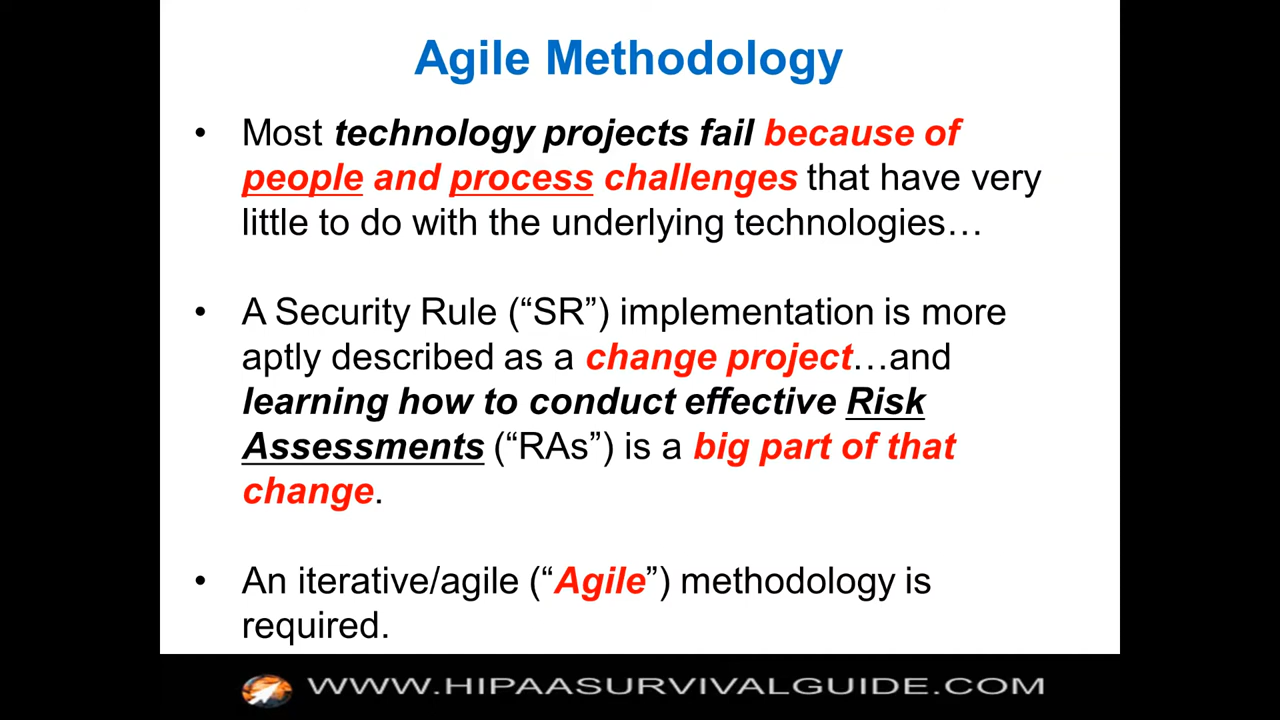 Agile Methodology
• Most technology projects fail because of
people and process challenges that have very
little to do with the underlying technologies…
• A Security Rule (“SR”) implementation is more
aptly described as a change project…and
learning how to conduct effective Risk
Assessments (“RAs”) is a big part of that
change.
• An iterative/agile (“Agile”) methodology is
required.
WWW.HIPAASURVIVALGUIDE.COM